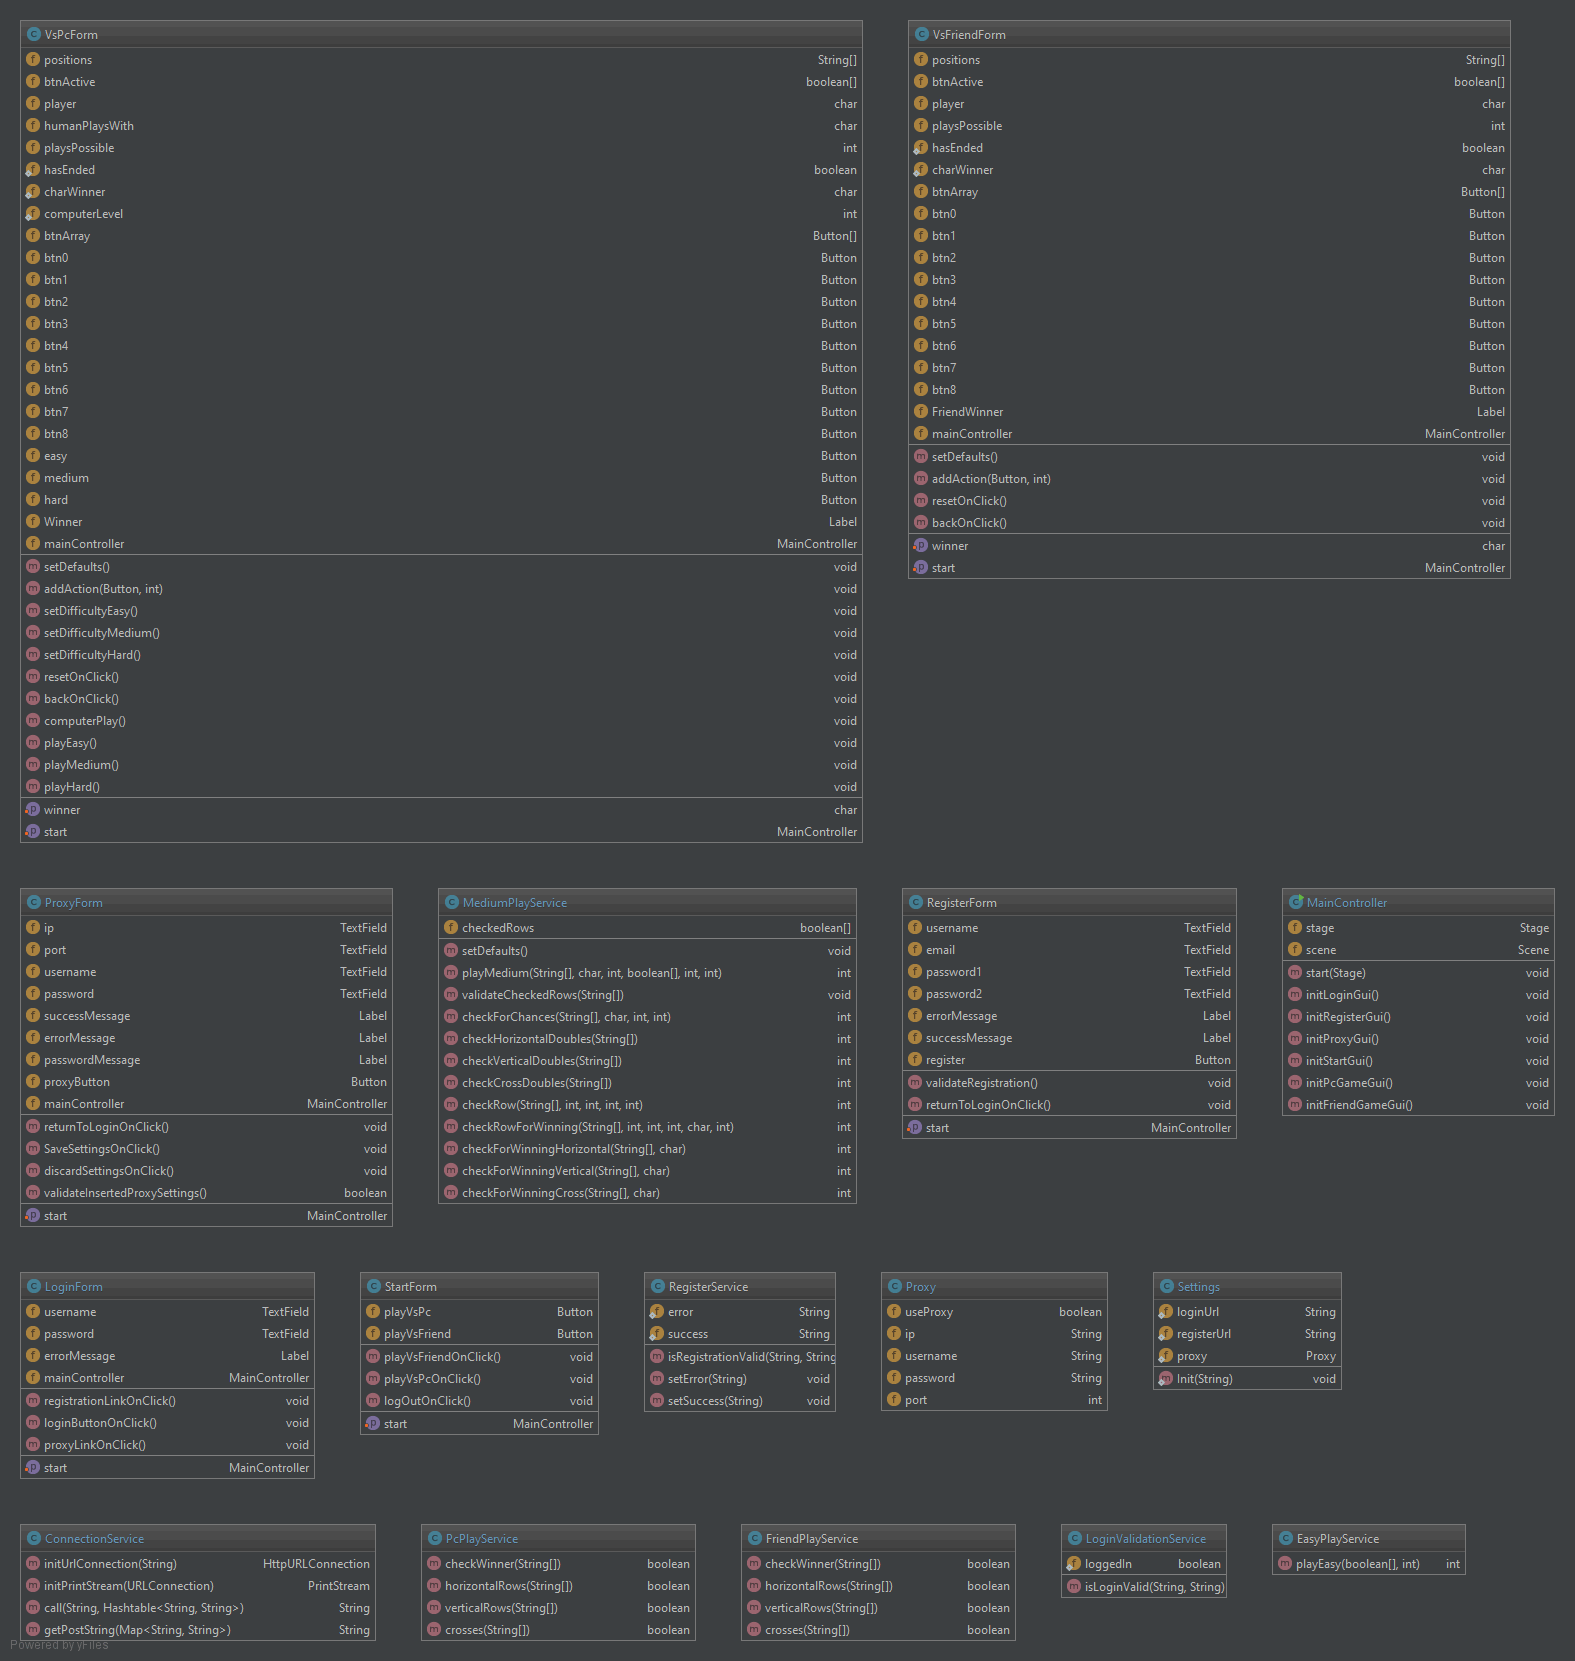 VsPcForm
positions String[]
btnActive boolean[]
player char
humanPlaysWith char
playsPossible int
hasEnded boolean
charWinner char
computerLevel int
btnArray Button[]
btn0 Button
btn1 Button
btn2 Button
btn3 Button
btn4 Button
btn5 Button
btn6 Button
btn7 Button
btn8 Button
easy Button
medium Button
hard Button
Winner Label
mainController MainController
setDefaults() void
addAction(Button, int) void
setDifficultyEasy() void
setDifficultyMedium() void
setDifficultyHard() void
resetOnClick() void
backOnClick() void
computerPlay() void
playEasy() void
playMedium() void
playHard() void
winner char
start MainController
VsFriendForm
positions String[]
btnActive boolean[]
player char
playsPossible int
hasEnded boolean
charWinner char
btnArray Button[]
btn0 Button
btn1 Button
btn2 Button
btn3 Button
btn4 Button
btn5 Button
btn6 Button
btn7 Button
btn8 Button
FriendWinner Label
mainController MainController
setDefaults() void
addAction(Button, int) void
resetOnClick() void
backOnClick() void
winner char
start MainController
ProxyForm
ip TextField
port TextField
username TextField
password TextField
successMessage Label
errorMessage Label
passwordMessage Label
proxyButton Button
mainController MainController
returnToLoginOnClick() void
SaveSettingsOnClick() void
discardSettingsOnClick() void
validateInsertedProxySettings() boolean
start MainController
MediumPlayService
checkedRows boolean[]
setDefaults() void
playMedium(String[], char, int, boolean[], int, int) int
validateCheckedRows(String[]) void
checkForChances(String[], char, int, int) int
checkHorizontalDoubles(String[]) int
checkVerticalDoubles(String[]) int
checkCrossDoubles(String[]) int
checkRow(String[], int, int, int, int) int
checkRowForWinning(String[], int, int, int, char, int) int
checkForWinningHorizontal(String[], char) int
checkForWinningVertical(String[], char) int
checkForWinningCross(String[], char) int
RegisterForm
username TextField
email TextField
password1 TextField
password2 TextField
errorMessage Label
successMessage Label
register Button
validateRegistration() void
returnToLoginOnClick() void
start MainController
MainController
stage Stage
scene Scene
start(Stage) void
initLoginGui() void
initRegisterGui() void
initProxyGui() void
initStartGui() void
initPcGameGui() void
initFriendGameGui() void
LoginForm
username TextField
password TextField
errorMessage Label
mainController MainController
registrationLinkOnClick() void
loginButtonOnClick() void
proxyLinkOnClick() void
start MainController
StartForm
playVsPc Button
playVsFriend Button
playVsFriendOnClick() void
playVsPcOnClick() void
logOutOnClick() void
start MainController
RegisterService
error String
success String
isRegistrationValid(String, String
setError(String) void
setSuccess(String) void
Proxy
useProxy boolean
ip String
username String
password String
port int
Settings
loginUrl String
registerUrl String
proxy Proxy
Init(String) void
ConnectionService
initUrlConnection(String) HttpURLConnection
initPrintStream(URLConnection) PrintStream
call(String, Hashtable<String, String>) String
getPostString(Map<String, String>) String
PcPlayService
checkWinner(String[]) boolean
horizontalRows(String[]) boolean
verticalRows(String[]) boolean
crosses(String[]) boolean
FriendPlayService
checkWinner(String[]) boolean
horizontalRows(String[]) boolean
verticalRows(String[]) boolean
crosses(String[]) boolean
LoginValidationService
loggedIn boolean
isLoginValid(String, String)
EasyPlayService
playEasy(boolean[], int) int
Powered by yFiles